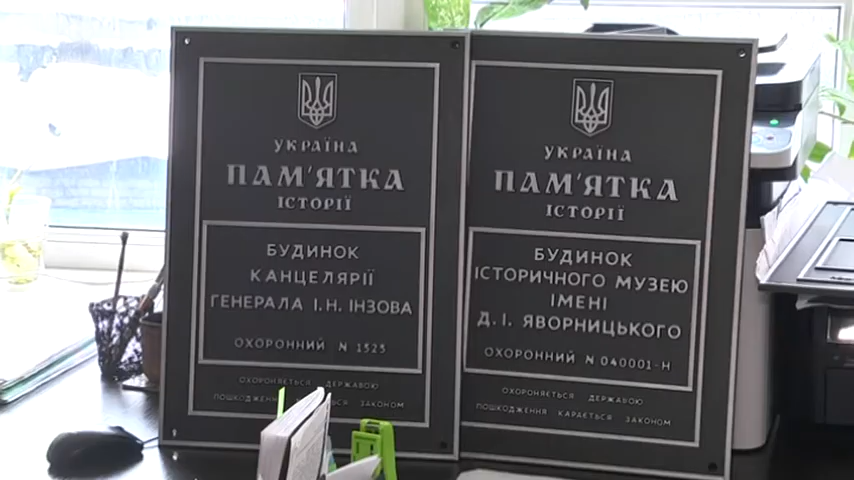 УКРАЇНА
ПАМ'ЯТКА
ІСТОРІЇ
БУДИНОК
КАНЦЕЛЯРІЇ
ГЕНЕРАЛА І.Н. ІНЗОВА
ОХОРОННИЙ N 1525
ОХОРОНЯЄТЬСЯ ДЕРЖАВОЮ
ПОШКОДЖЕННЯ КАРАЄТЬСЯ ЗАКОНОМ
УКРАЇНА
ПАМ'ЯТКА
ІСТОРІЇ
БУДИНОК
ІСТОРИЧНОГО МУЗЕЮ
ІМЕНІ
Д.І. ЯВОРНИЦЬКОГО
ОХОРОННИЙ N 040001-Н
ОХОРОНЯЄТЬСЯ ДЕРЖАВОЮ
ПОШКОДЖЕННЯ КАРАЄТЬСЯ ЗАКОНОМ